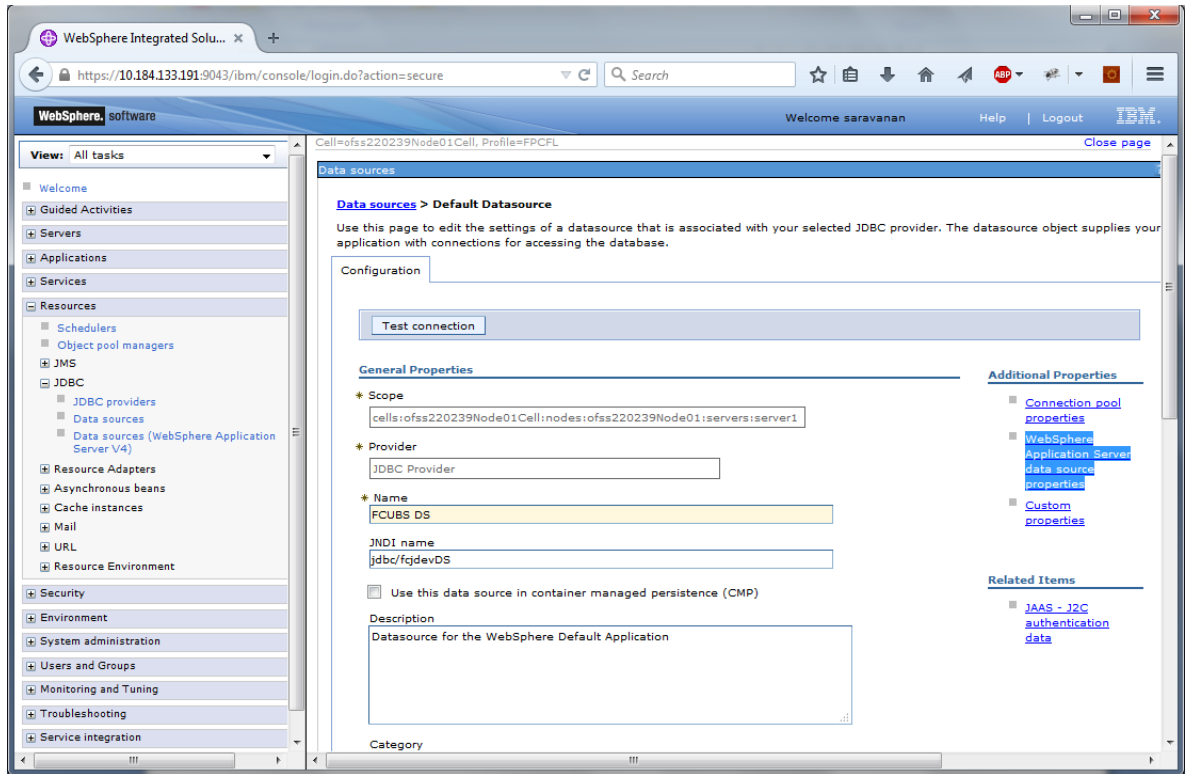 WebSphere Integrated Solu... × +
https://10.184.133.191:9043/ibm/console/login.do?action=secure
Search
ABP
WebSphere. software
Welcome saravanan
Help | Logout
IBM.
View: All tasks
Welcome
Guided Activities
Servers
Applications
Services
Resources
Schedulers
Object pool managers
JMS
JDBC
JDBC providers
Data sources
Data sources (WebSphere Application
Server V4)
Resource Adapters
Asynchronous beans
Cache instances
Mail
URL
Resource Environment
Security
Environment
System administration
Users and Groups
Monitoring and Tuning
Troubleshooting
Service integration
Cell=ofss220239Node01Cell, Profile=FPCFL
Close page
Data sources
?
Data sources > Default Datasource
Use this page to edit the settings of a datasource that is associated with your selected JDBC provider. The datasource object supplies your
application with connections for accessing the database.
Configuration
Test connection
General Properties
* Scope
cells:ofss220239Node01Cell:nodes:ofss220239Node01:servers:server1
* Provider
JDBC Provider
* Name
FCUBS DS
JNDI name
jdbc/fcjdevDS
Use this data source in container managed persistence (CMP)
Description
Datasource for the WebSphere Default Application
Category
Additional Properties
Connection pool
properties
WebSphere
Application Server
data source
properties
Custom
properties
Related Items
JAAS - J2C
authentication
data